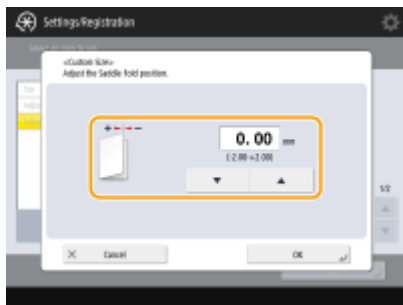 Settings/Registration
<Custom Size>
Adjust the Saddle Fold position.
+ -
0.00 mm
(-2.00-+2.00)
▼ ▲
1/2
Cancel
OK